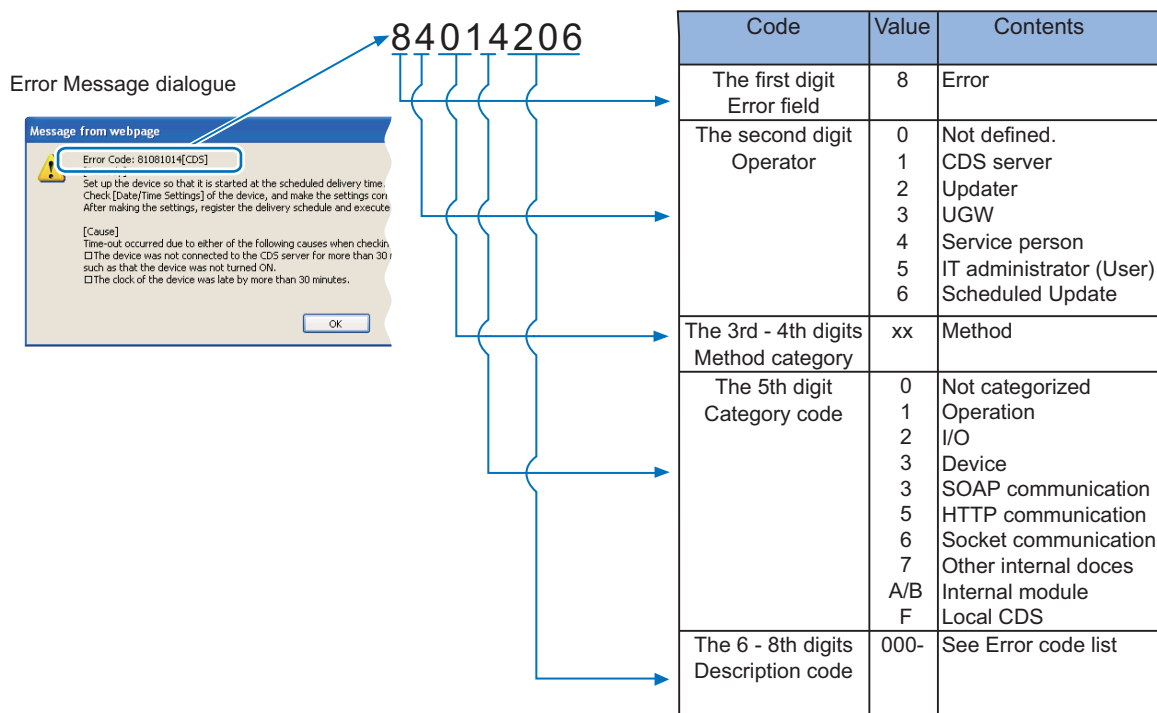 84014206
Error Message dialogue
Message from webpage
Error Code: 81081014[CDS]
Set up the device so that it is started at the scheduled delivery time.
Check [Date/Time Settings] of the device, and make the settings
After making the settings, register the delivery schedule and execute
[Cause]
Time-out occurred due to either of the following causes when
□The device was not connected to the CDS server for more than 30
such as that the device was not turned ON.
□The clock of the device was late by more than 30 minutes.
OK
Code Value Contents
The first digit 8 Error
Error field
The second digit 0 Not defined.
Operator 1 CDS server
2 Updater
3 UGW
4 Service person
5 IT administrator (User)
6 Scheduled Update
The 3rd - 4th digits xx Method
Method category
The 5th digit 0 Not categorized
Category code 1 Operation
2 I/O
3 Device
3 SOAP communication
5 HTTP communication
6 Socket communication
7 Other internal doces
A/B Internal module
F Local CDS
The 6 - 8th digits 000- See Error code list
Description code